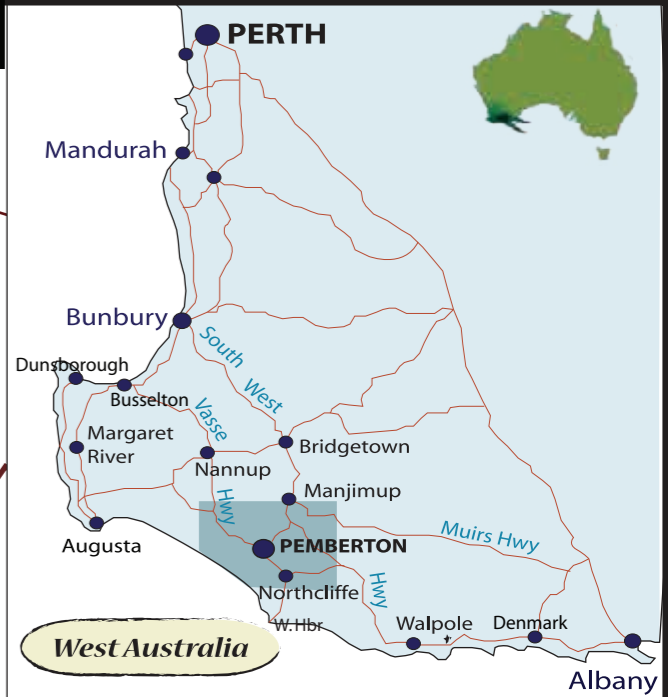 PERTH
Mandurah
Bunbury
South
West
Dunsborough
Busselton
Vasse
Margaret
River
Bridgetown
Nannup
Manjimup
Hwy
Muirs Hwy
Augusta
PEMBERTON
Hwy
Northcliffe
W.Hbr
Walpole
Denmark
West Australia
Albany